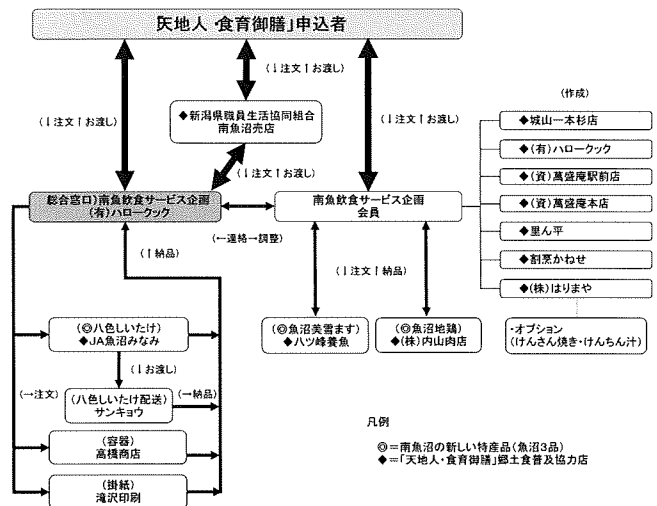 「天地人・食育御膳」申込者
(↓注文↑お渡し)
(↓注文↑お渡し)
(↓注文↑お渡し)
◆新潟県職員生活協同組合
南魚沼売店
(↓注文↑お渡し)
総合窓口)南魚飲食サービス企画
(有)ハロークック
(←連絡→調整)
南魚飲食サービス企画
会員
(作成)
◆城山一本杉店
◆(有)ハロークック
◆(資)萬盛庵駅前店
◆(資)萬盛庵本店
◆里ん平
◆割烹かねせ
◆(株)はりまや
・オプション
(けんさん焼き・けんちん汁)
(↑納品)
(↓注文↑納品)
(◎魚沼美雪ます)
◆八ツ峰養魚
(◎魚沼地鶏)
◆(株)内山肉店
(◎八色しいたけ)
◆JA魚沼みなみ
(↓お渡し)
(→注文)
(→納品)
(八色しいたけ配送)
サンキョウ
(容器)
高橋商店
(掛紙)
滝沢印刷
凡例
◎=南魚沼の新しい特産品(魚沼3品)
◆=「天地人・食育御膳」郷土食普及協力店